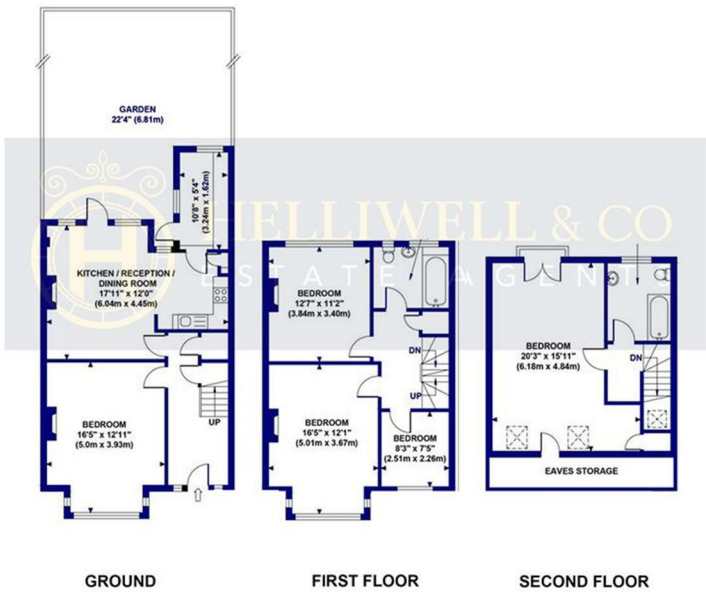 GARDEN
22'4" (6.81m)
10'8" x 5'4"
(3.24m x 1.62m)
HELLIWELL & CO
ESTATE AGENTS
H
KITCHEN / RECEPTION /
DINING ROOM
17'11" x 12'0"
(6.04m x 4.45m)
BEDROOM
16'5" x 12'11"
(5.0m x 3.93m)
UP
BEDROOM
12'7" x 11'2"
(3.84m x 3.40m)
DN
UP
BEDROOM
16'5" x 12'1"
(5.01m x 3.67m)
BEDROOM
8'3" x 7'5"
(2.51m x 2.26m)
BEDROOM
20'3" x 15'11"
(6.18m x 4.84m)
DN
EAVES STORAGE
GROUND
FIRST FLOOR
SECOND FLOOR